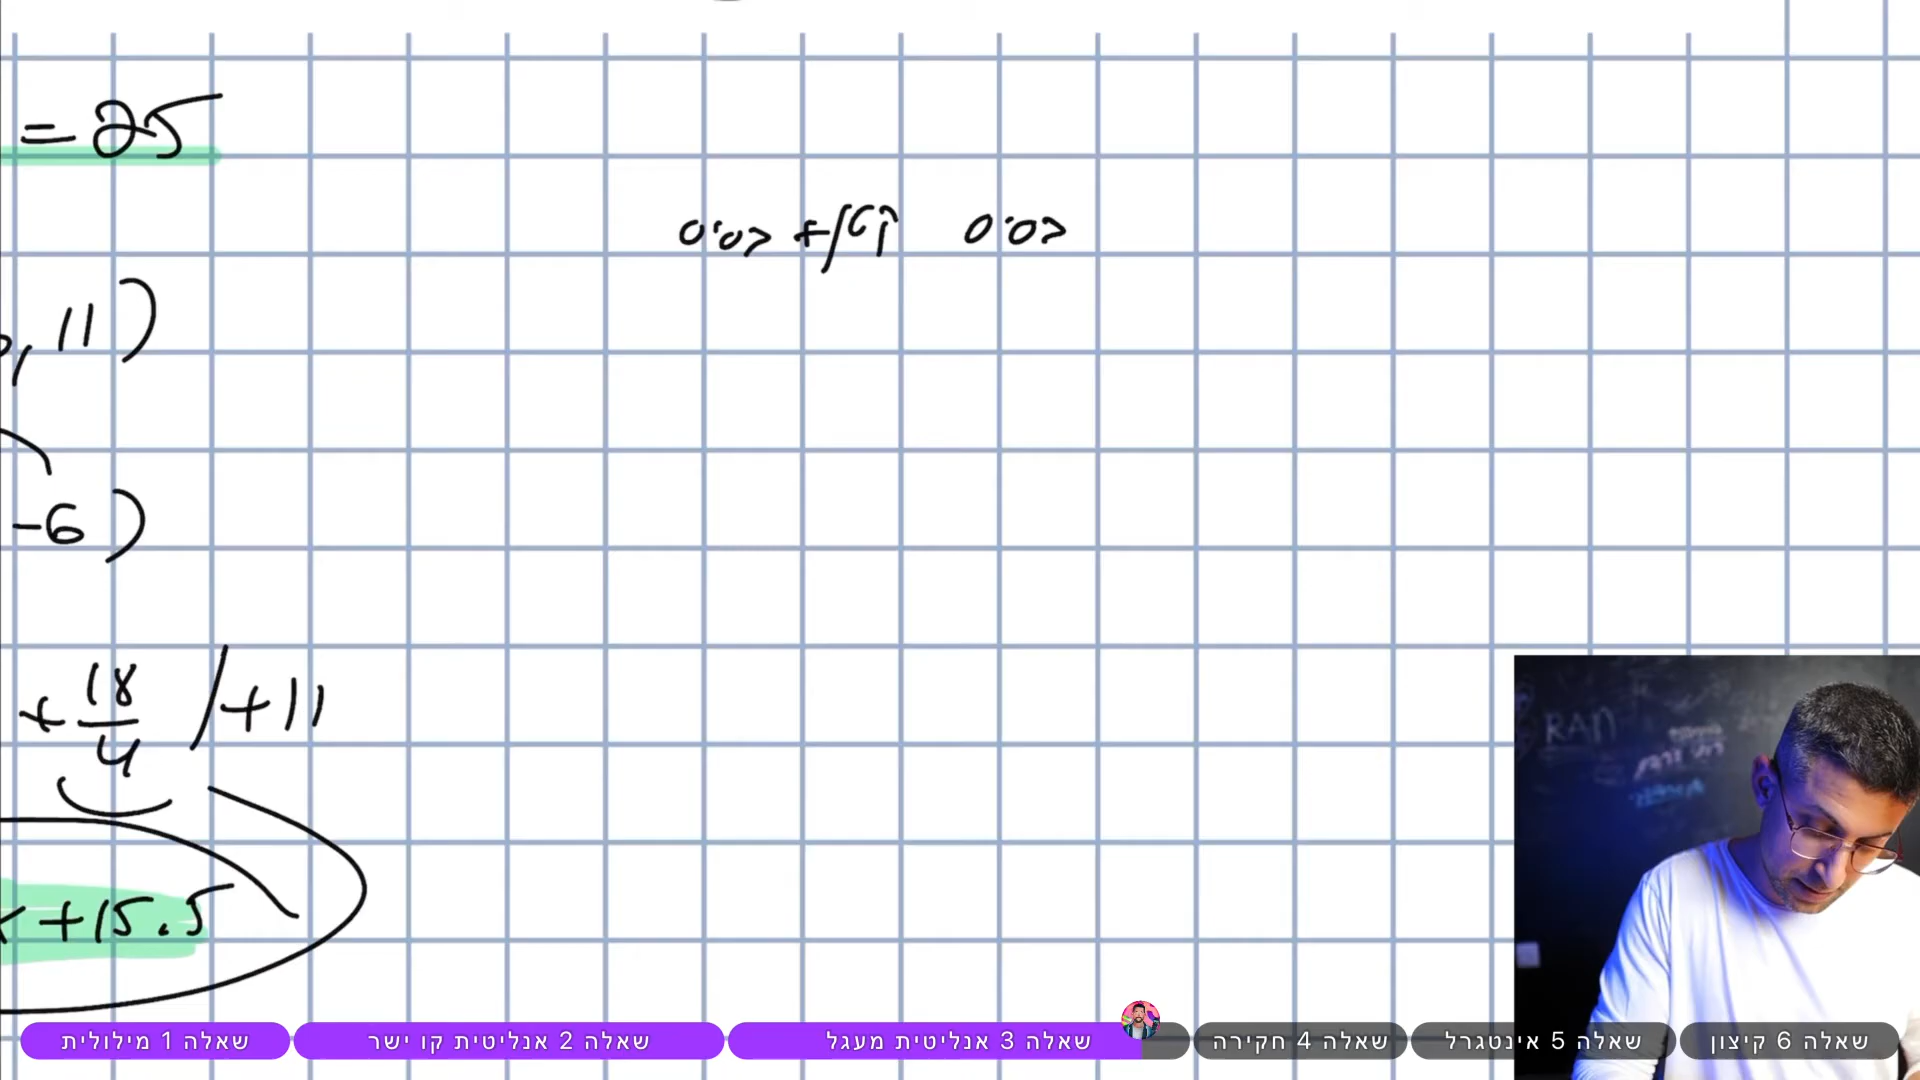 = 25
בסיס קטן + בסיס
, 11)
-6)
+ 18/4 /+11
+15.5
RAN
שאלה 1 מילולית
שאלה 2 אנליטית קו ישר
שאלה 3 אנליטית מעגל
שאלה 4 חקירה
שאלה 5 אינטגרל
שאלה 6 קיצון